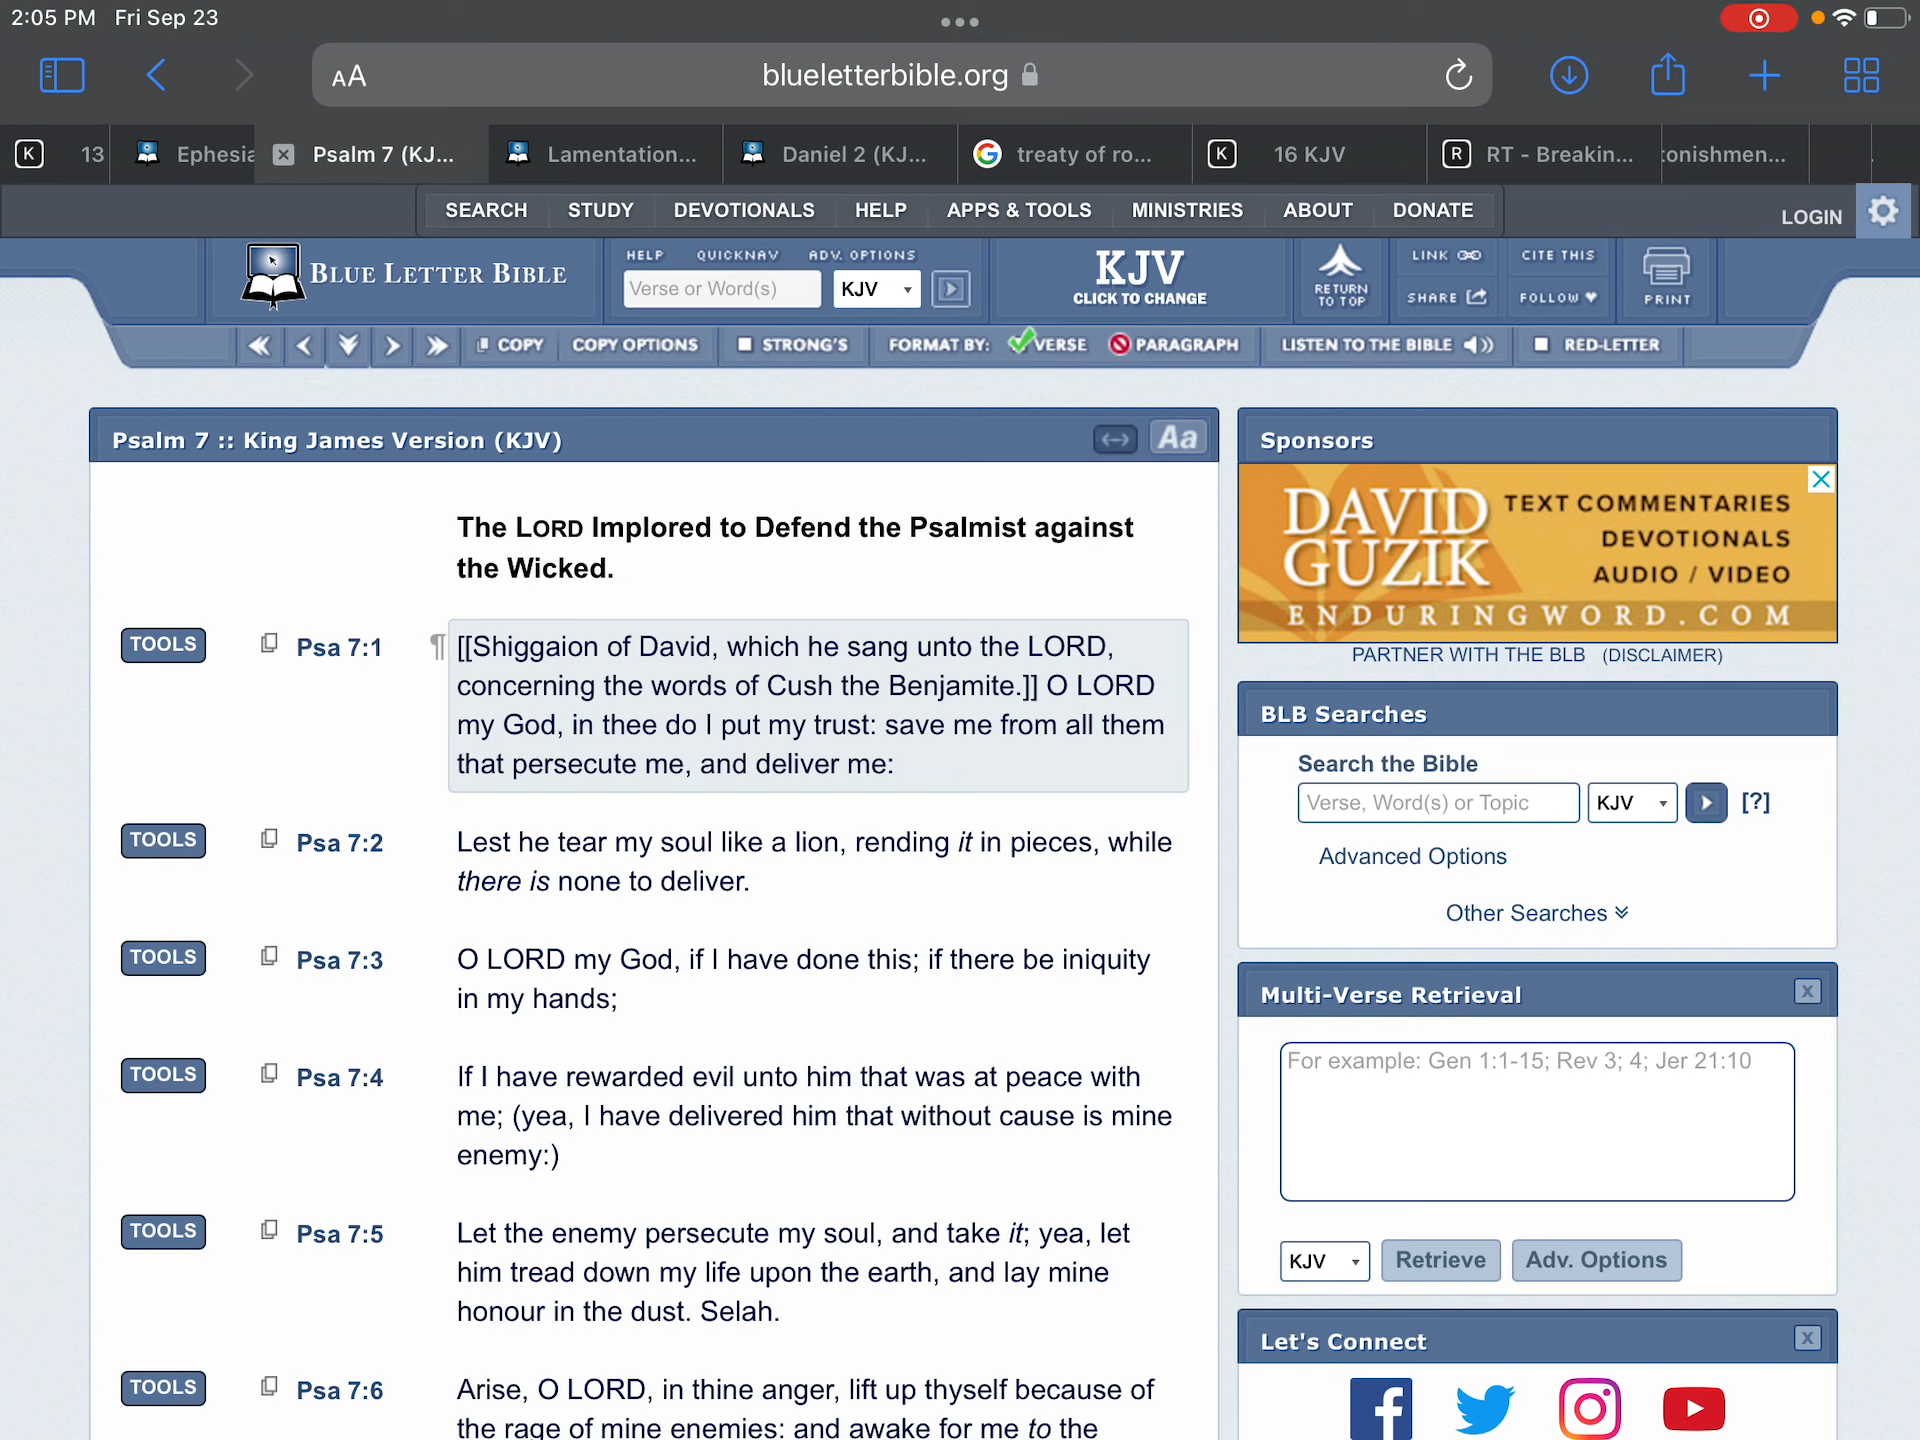 2:05 PM Fri Sep 23
AA
blueletterbible.org
K 13
Ephesia
Psalm 7 (KJ...
Lamentation...
Daniel 2 (KJ...
G treaty of ro...
K 16 KJV
R RT - Breakin...
onishmen...
SEARCH STUDY DEVOTIONALS HELP APPS & TOOLS MINISTRIES ABOUT DONATE
LOGIN
BLUE LETTER BIBLE
HELP QUICKNAV ADV. OPTIONS
Verse or Word(s)
KJV
KJV
CLICK TO CHANGE
RETURN
TO TOP
LINK
SHARE
CITE THIS
FOLLOW
PRINT
COPY COPY OPTIONS STRONG'S FORMAT BY: VERSE PARAGRAPH LISTEN TO THE BIBLE RED-LETTER
Psalm 7 :: King James Version (KJV)
Aa
The LORD Implored to Defend the Psalmist against
the Wicked.
TOOLS Psa 7:1 ¶ [[Shiggaion of David, which he sang unto the LORD,
concerning the words of Cush the Benjamite.]] O LORD
my God, in thee do I put my trust: save me from all them
that persecute me, and deliver me:
TOOLS Psa 7:2 Lest he tear my soul like a lion, rending it in pieces, while
there is none to deliver.
TOOLS Psa 7:3 O LORD my God, if I have done this; if there be iniquity
in my hands;
TOOLS Psa 7:4 If I have rewarded evil unto him that was at peace with
me; (yea, I have delivered him that without cause is mine
enemy:)
TOOLS Psa 7:5 Let the enemy persecute my soul, and take it; yea, let
him tread down my life upon the earth, and lay mine
honour in the dust. Selah.
TOOLS Psa 7:6 Arise, O LORD, in thine anger, lift up thyself because of
the rage of mine enemies: and awake for me to the
Sponsors
DAVID
GUZIK
TEXT COMMENTARIES
DEVOTIONALS
AUDIO / VIDEO
ENDURINGWORD.COM
PARTNER WITH THE BLB (DISCLAIMER)
BLB Searches
Search the Bible
Verse, Word(s) or Topic
KJV
[?]
Advanced Options
Other Searches
Multi-Verse Retrieval
X
For example: Gen 1:1-15; Rev 3; 4; Jer 21:10
KJV Retrieve Adv. Options
Let's Connect
X